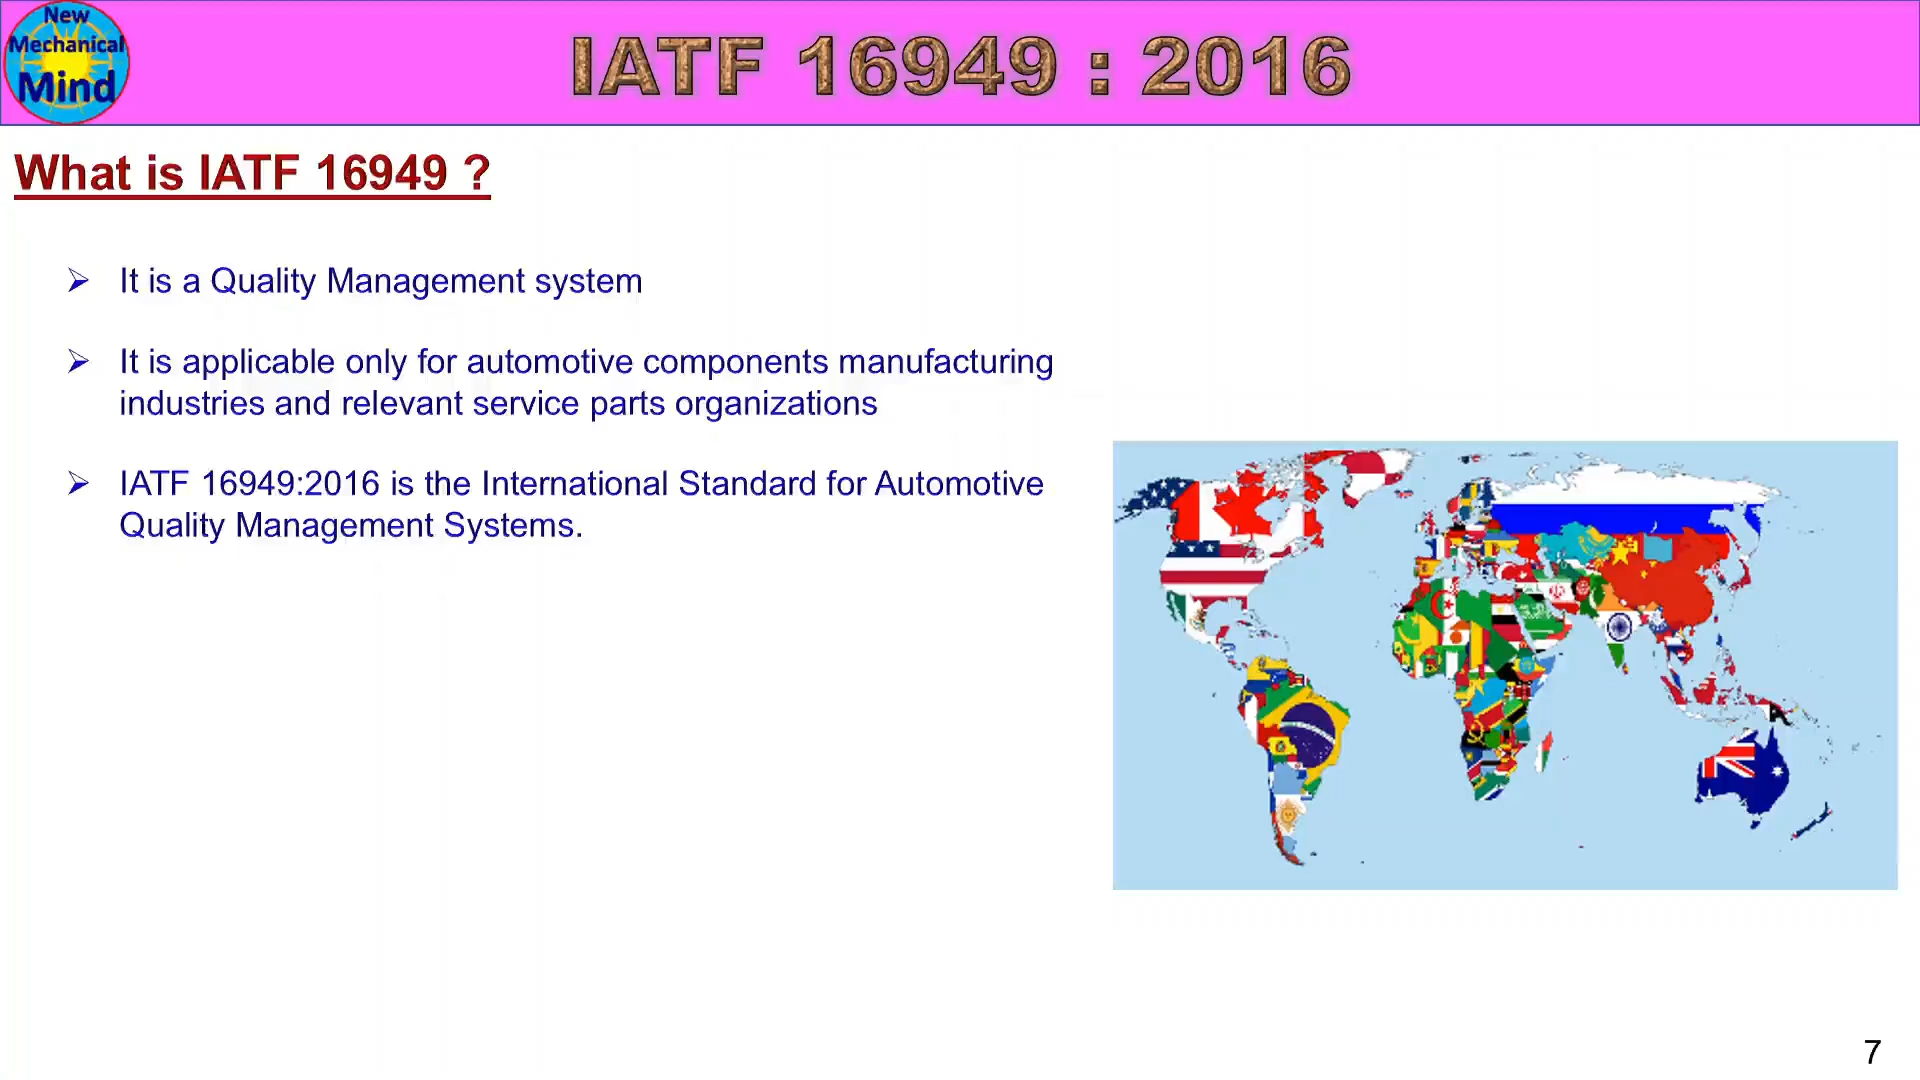 New
Mechanical
Mind
IATF 16949 : 2016
What is IATF 16949 ?
➢ It is a Quality Management system
➢ It is applicable only for automotive components manufacturing
industries and relevant service parts organizations
➢ IATF 16949:2016 is the International Standard for Automotive
Quality Management Systems.
7